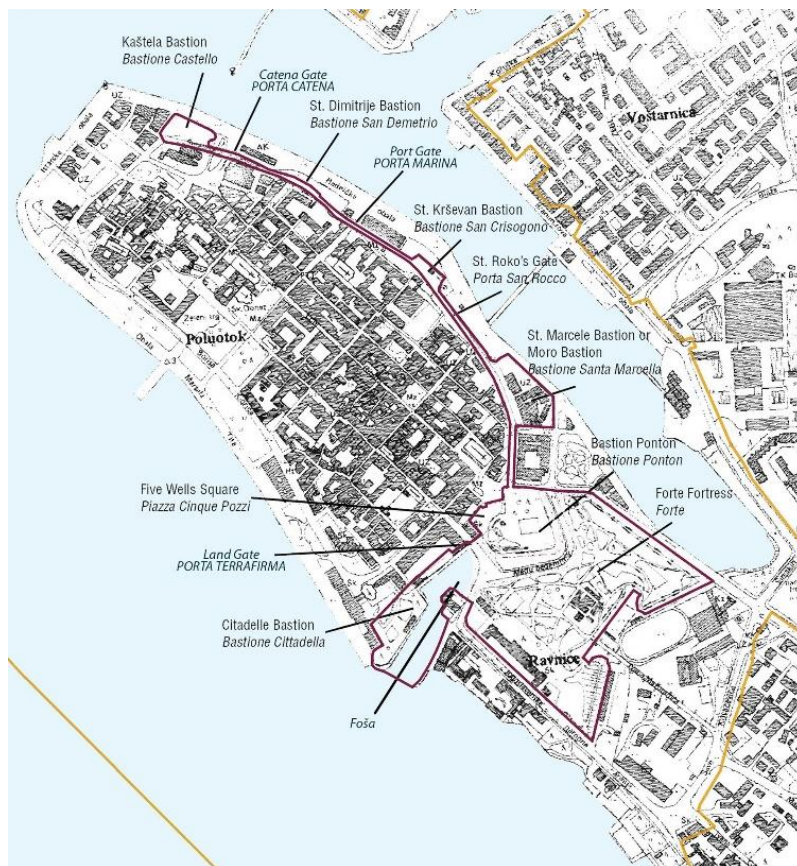 Kaštela Bastion
Bastione Castello
Catena Gate
PORTA CATENA
St. Dimitrije Bastion
Bastione San Demetrio
Port Gate
PORTA MARINA
Voštarnica
St. Krševan Bastion
Bastione San Crisogono
St. Roko's Gate
Porta San Rocco
Poluotok
St. Marcele Bastion or
Moro Bastion
Bastione Santa Marcella
Bastion Ponton
Bastione Ponton
Five Wells Square
Piazza Cinque Pozzi
Forte Fortress
Forte
Land Gate
PORTA TERRAFIRMA
Citadelle Bastion
Bastione CIttadella
Ravnice
Foša